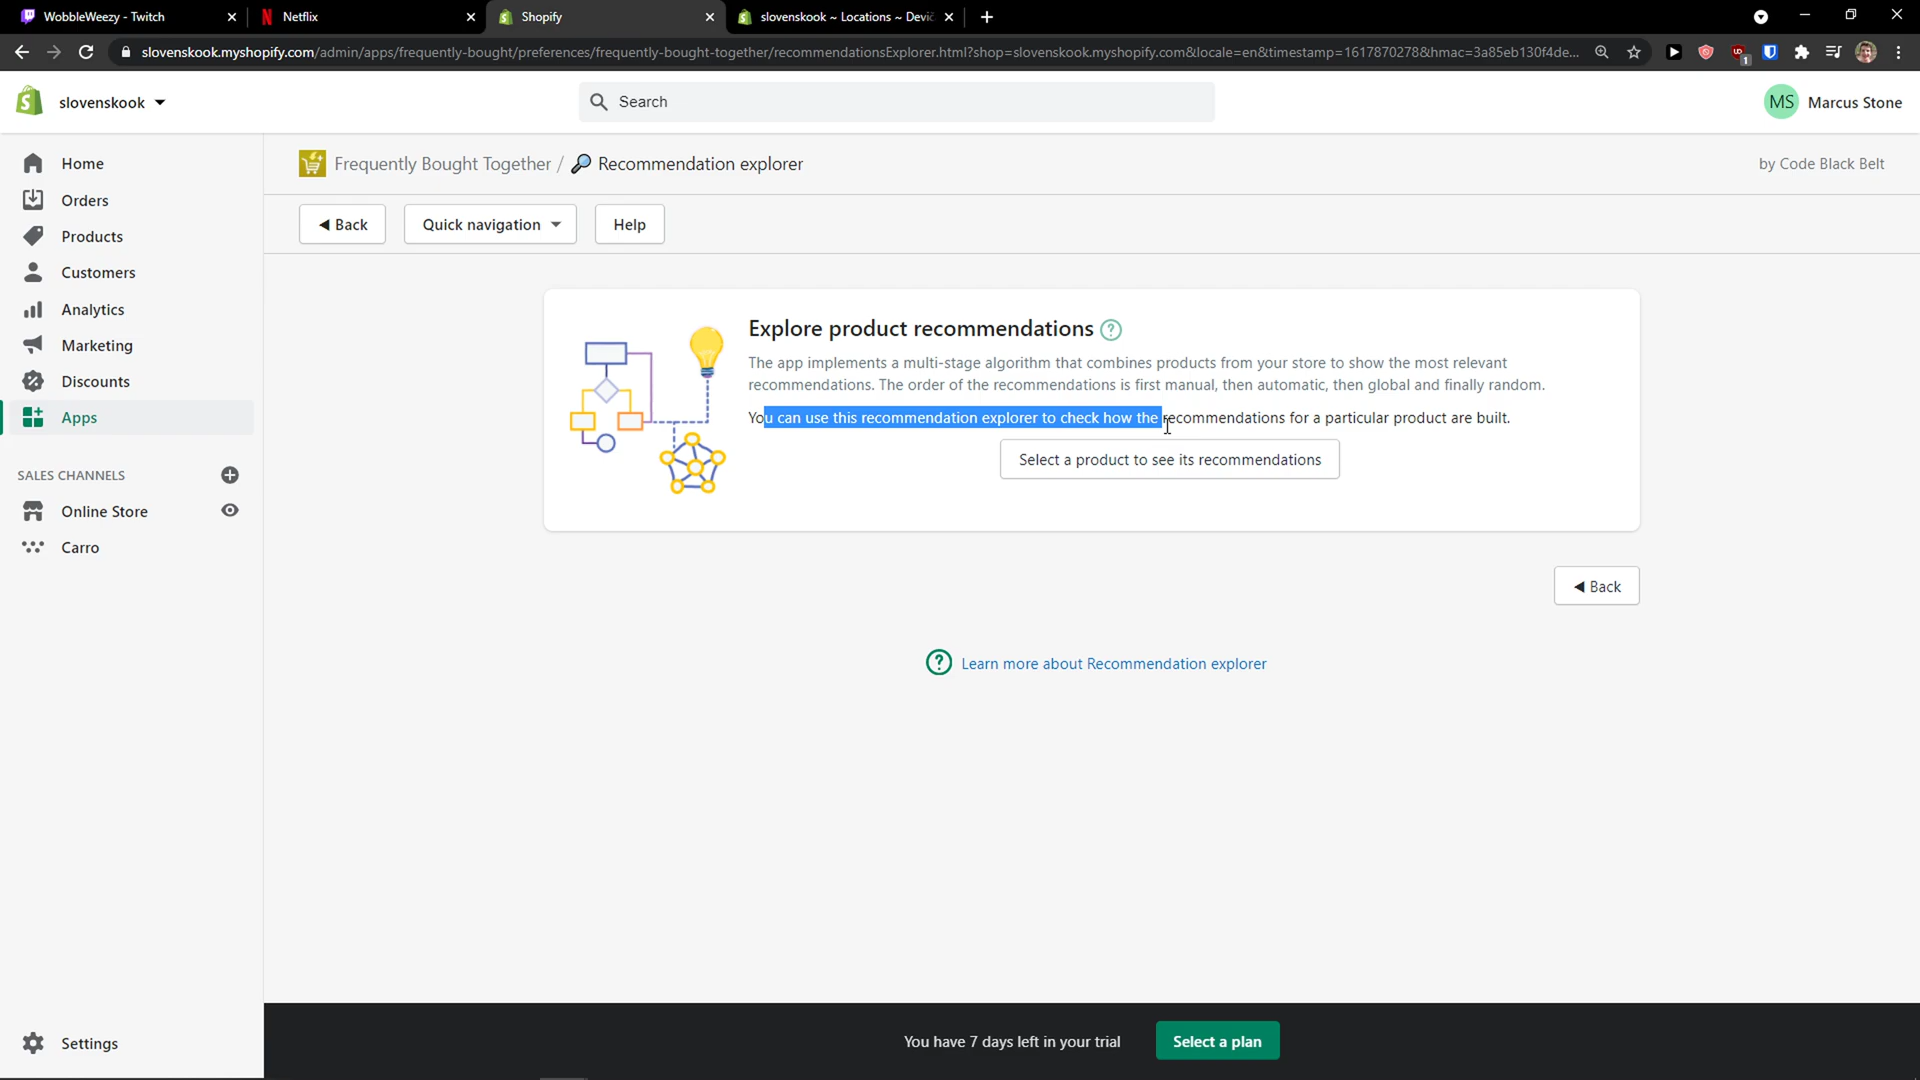 WobbleWeezy - Twitch
Netflix
Shopify
slovenskook ~ Locations ~ Devic
slovenskook.myshopify.com/admin/apps/frequently-bought/preferences/frequently-bought-together/recommendationsExplorer.html?shop=slovenskook.myshopify.com&locale=en&timestamp=1617870278&hmac=3a85eb130f4de...
1
slovenskook
Search
MS
Marcus Stone
Home
Orders
Products
Customers
Analytics
Marketing
Discounts
Apps
SALES CHANNELS
Online Store
Carro
Settings
Frequently Bought Together / Recommendation explorer
by Code Black Belt
◀ Back
Quick navigation
Help
Explore product recommendations ?
The app implements a multi-stage algorithm that combines products from your store to show the most relevant
recommendations. The order of the recommendations is first manual, then automatic, then global and finally random.
You can use this recommendation explorer to check how the recommendations for a particular product are built.
Select a product to see its recommendations
◀ Back
? Learn more about Recommendation explorer
You have 7 days left in your trial
Select a plan